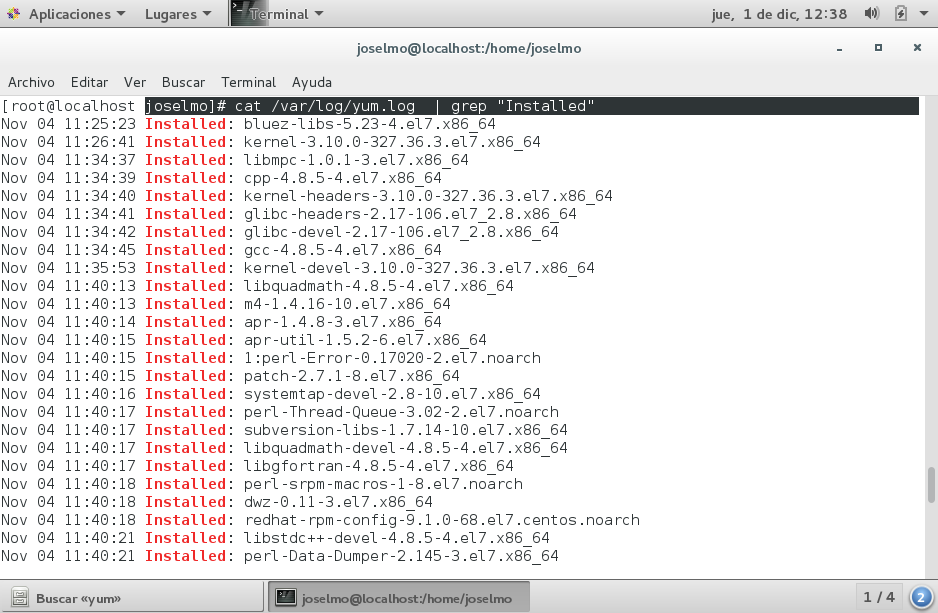 Aplicaciones Lugares Terminal jue, 1 de dic, 12:38
joselmo@localhost:/home/joselmo
Archivo Editar Ver Buscar Terminal Ayuda
[root@localhost joselmo]# cat /var/log/yum.log  | grep "Installed"
Nov 04 11:25:23 Installed: bluez-libs-5.23-4.el7.x86_64
Nov 04 11:26:41 Installed: kernel-3.10.0-327.36.3.el7.x86_64
Nov 04 11:34:37 Installed: libmpc-1.0.1-3.el7.x86_64
Nov 04 11:34:39 Installed: cpp-4.8.5-4.el7.x86_64
Nov 04 11:34:40 Installed: kernel-headers-3.10.0-327.36.3.el7.x86_64
Nov 04 11:34:41 Installed: glibc-headers-2.17-106.el7_2.8.x86_64
Nov 04 11:34:42 Installed: glibc-devel-2.17-106.el7_2.8.x86_64
Nov 04 11:34:45 Installed: gcc-4.8.5-4.el7.x86_64
Nov 04 11:35:53 Installed: kernel-devel-3.10.0-327.36.3.el7.x86_64
Nov 04 11:40:13 Installed: libquadmath-4.8.5-4.el7.x86_64
Nov 04 11:40:13 Installed: m4-1.4.16-10.el7.x86_64
Nov 04 11:40:14 Installed: apr-1.4.8-3.el7.x86_64
Nov 04 11:40:15 Installed: apr-util-1.5.2-6.el7.x86_64
Nov 04 11:40:15 Installed: 1:perl-Error-0.17020-2.el7.noarch
Nov 04 11:40:15 Installed: patch-2.7.1-8.el7.x86_64
Nov 04 11:40:16 Installed: systemtap-devel-2.8-10.el7.x86_64
Nov 04 11:40:17 Installed: perl-Thread-Queue-3.02-2.el7.noarch
Nov 04 11:40:17 Installed: subversion-libs-1.7.14-10.el7.x86_64
Nov 04 11:40:17 Installed: libquadmath-devel-4.8.5-4.el7.x86_64
Nov 04 11:40:17 Installed: libgfortran-4.8.5-4.el7.x86_64
Nov 04 11:40:18 Installed: perl-srpm-macros-1-8.el7.noarch
Nov 04 11:40:18 Installed: dwz-0.11-3.el7.x86_64
Nov 04 11:40:18 Installed: redhat-rpm-config-9.1.0-68.el7.centos.noarch
Nov 04 11:40:21 Installed: libstdc++-devel-4.8.5-4.el7.x86_64
Nov 04 11:40:21 Installed: perl-Data-Dumper-2.145-3.el7.x86_64
Buscar «yum» joselmo@localhost:/home/joselmo 1 / 4 2